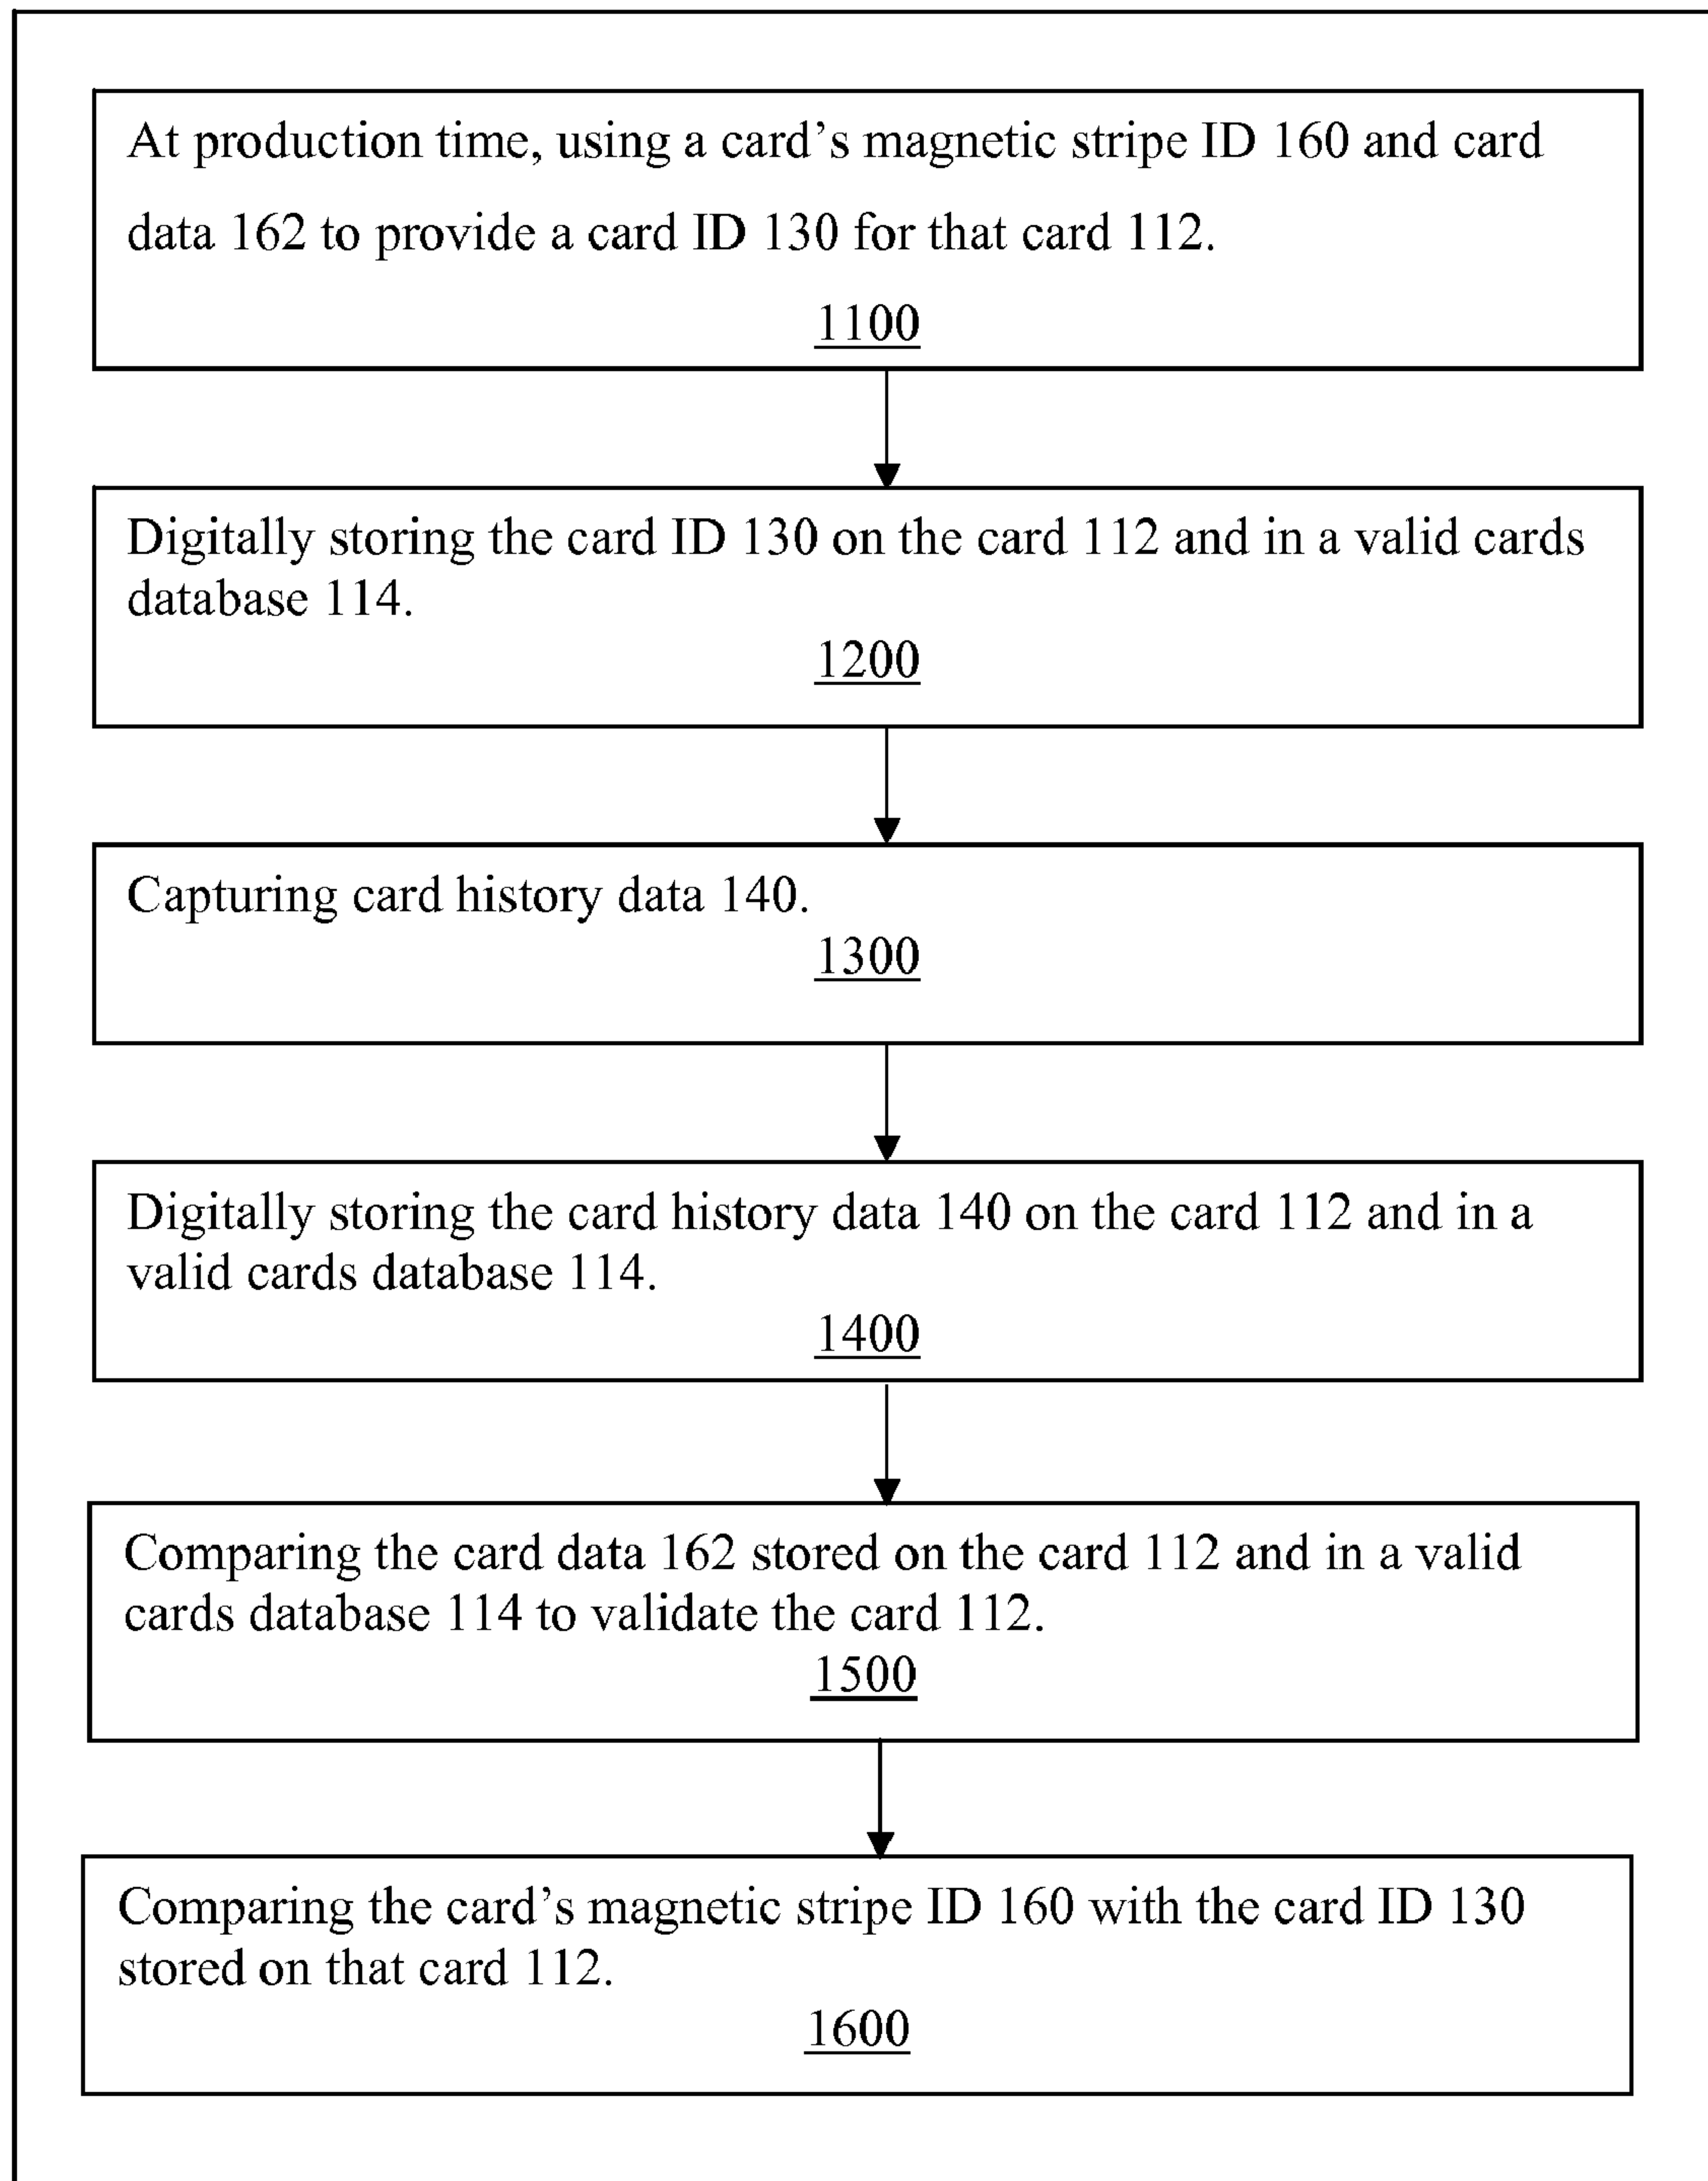 At production time, using a card’s magnetic stripe ID 160 and card
data 162 to provide a card ID 130 for that card 112.
1100
Digitally storing the card ID 130 on the card 112 and in a valid cards
database 114.
1200
Capturing card history data 140.
1300
Digitally storing the card history data 140 on the card 112 and in a
valid cards database 114.
1400
Comparing the card data 162 stored on the card 112 and in a valid
cards database 114 to validate the card 112.
1500
Comparing the card’s magnetic stripe ID 160 with the card ID 130
stored on that card 112.
1600